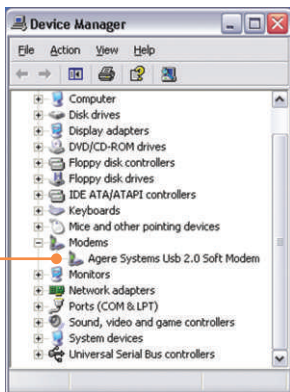 Device Manager
File Action View Help
Computer
Disk drives
Display adapters
DVD/CD-ROM drives
Floppy disk controllers
Floppy disk drives
IDE ATA/ATAPI controllers
Keyboards
Mice and other pointing devices
Modems
Agere Systems Usb 2.0 Soft Modem
Monitors
Network adapters
Ports (COM & LPT)
Sound, video and game controllers
System devices
Universal Serial Bus controllers